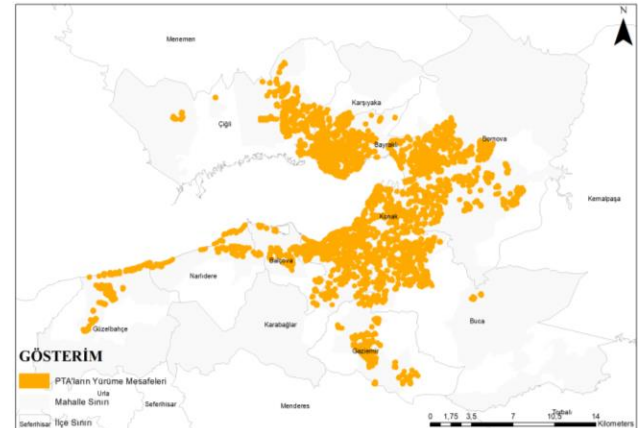 N
Menemen
Karşıyaka
Çiğli
Bayraklı
Bornova
Kemalpaşa
Konak
Balçova
Narlıdere
Güzelbahçe
Karabağlar
Buca
Gaziemir
GÖSTERİM
PTA'ların Yürüme Mesafeleri
Urla
Mahalle Sınırı
Seferihisar
Menderes
Torbalı
Seferihisar İlçe Sınırı
0 1,75 3,5 7 10,5 14
Kilometers